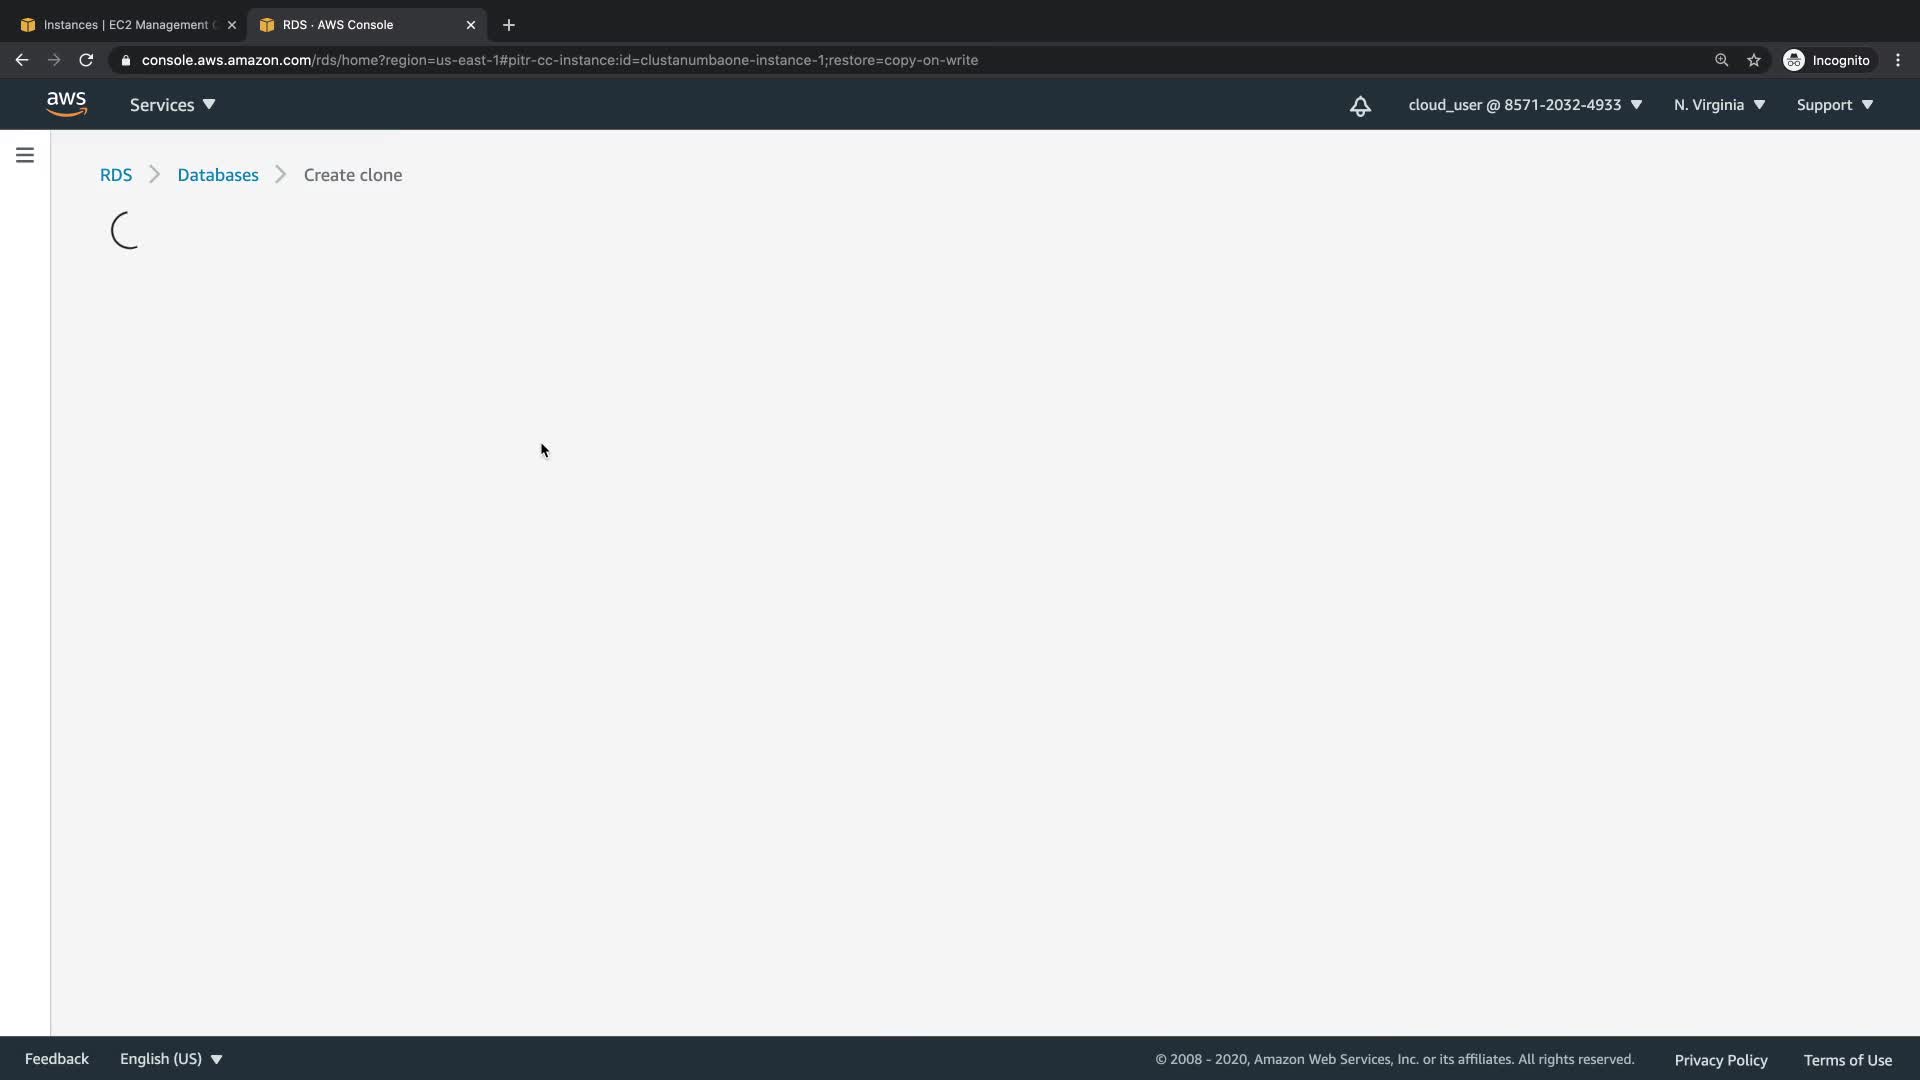 Instances | EC2 Management
RDS · AWS Console
console.aws.amazon.com/rds/home?region=us-east-1#pitr-cc-instance:id=clustanumbaone-instance-1;restore=copy-on-write
Incognito
aws
Services
cloud_user @ 8571-2032-4933
N. Virginia
Support
RDS
Databases
Create clone
Feedback
English (US)
© 2008 - 2020, Amazon Web Services, Inc. or its affiliates. All rights reserved.
Privacy Policy
Terms of Use